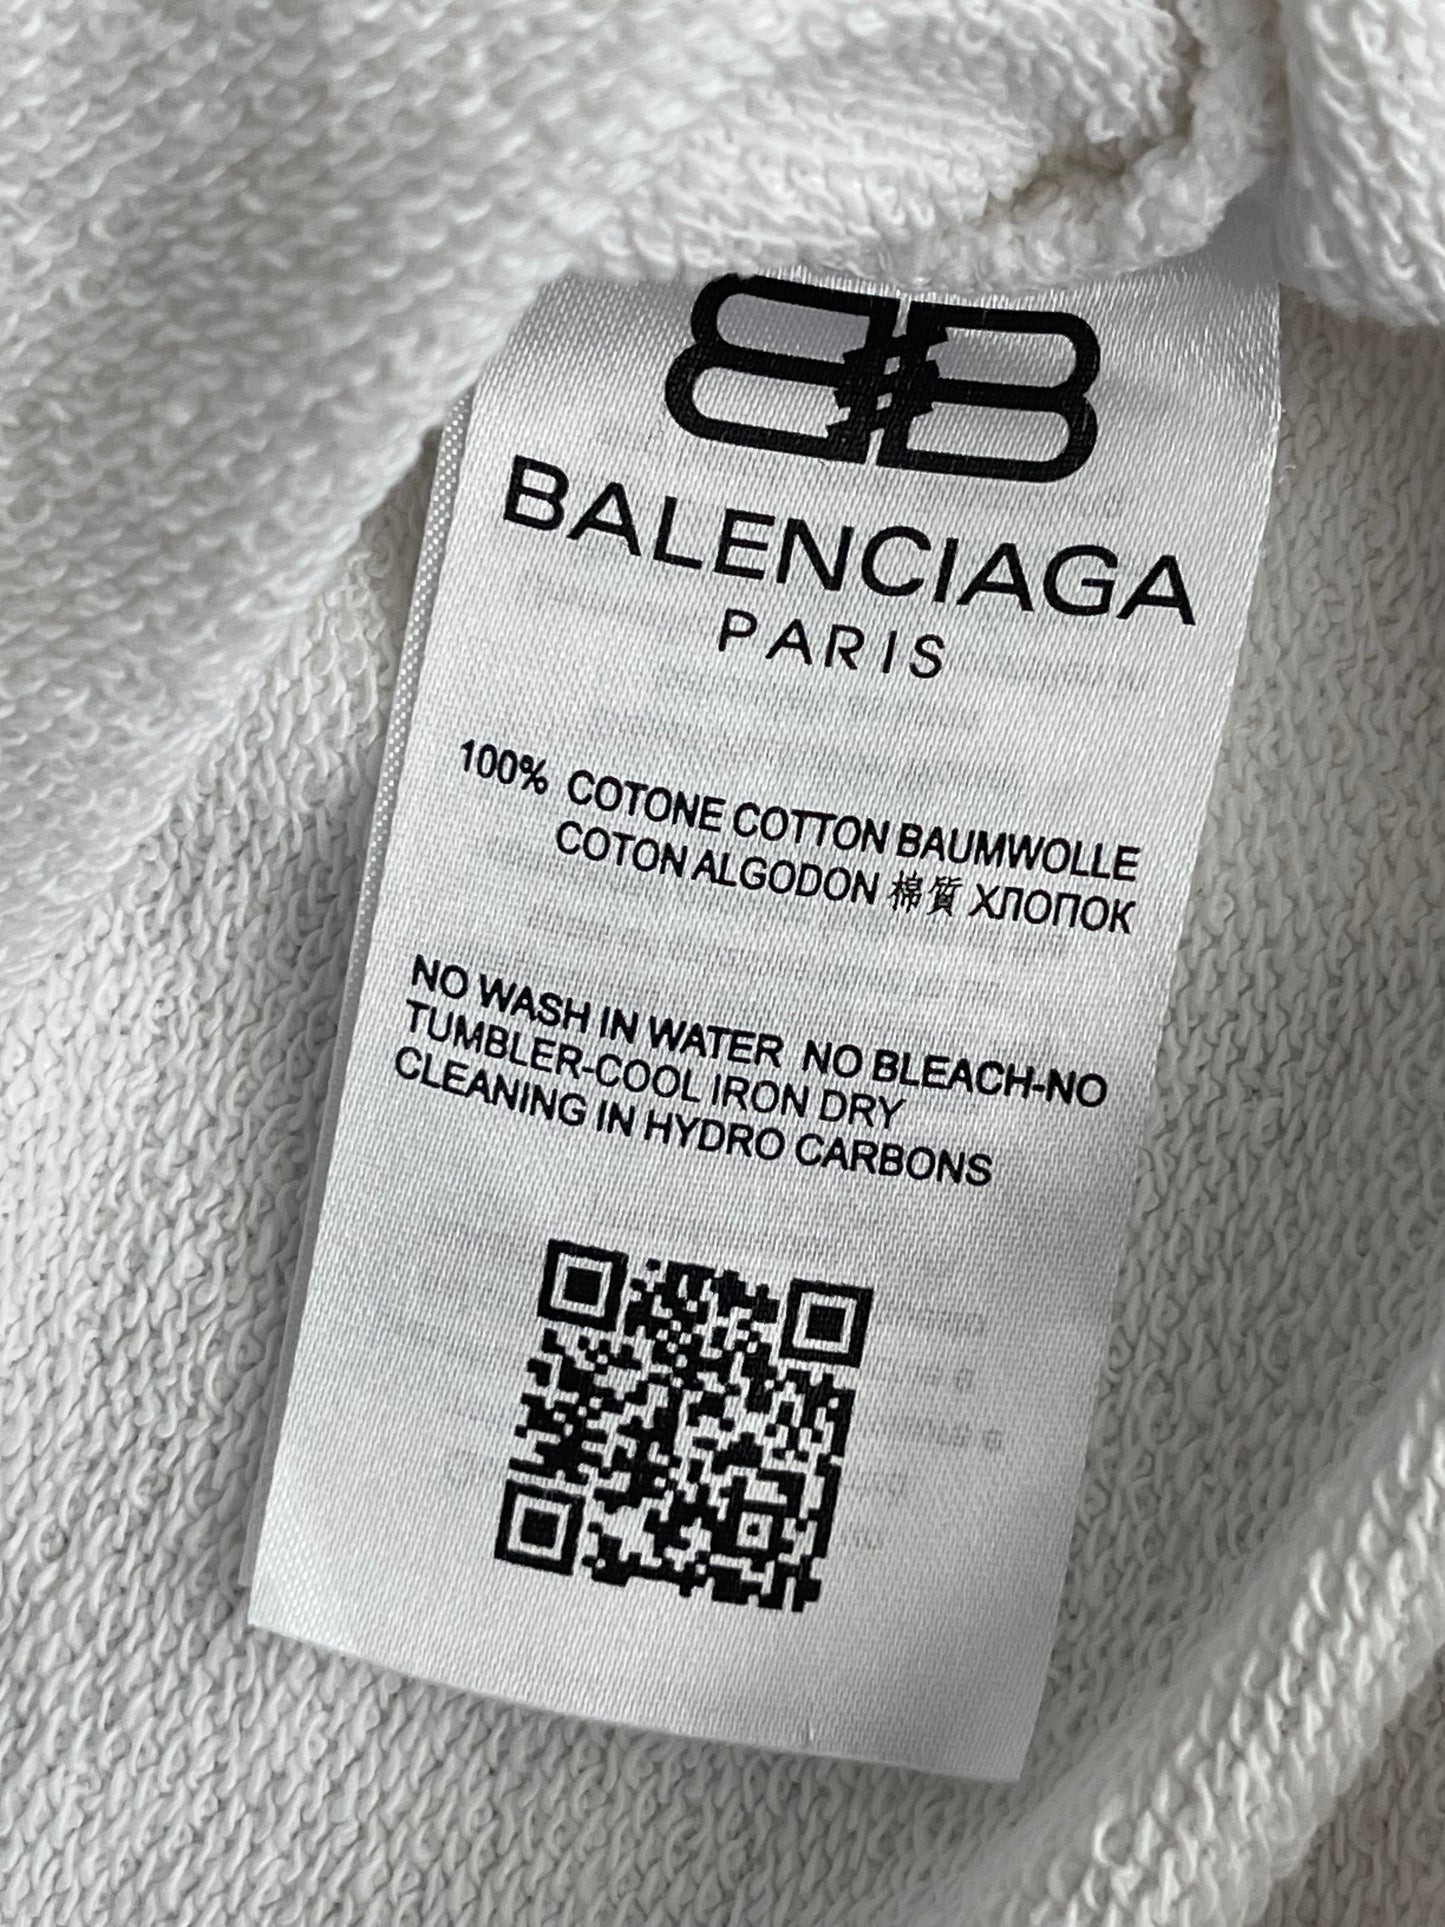 BB
BALENCIAGA
PARIS
100% COTONE COTTON BAUMWOLLE
COTON ALGODON 棉質 ХЛОПОК
NO WASH IN WATER NO BLEACH-NO
TUMBLER-COOL IRON DRY
CLEANING IN HYDRO CARBONS